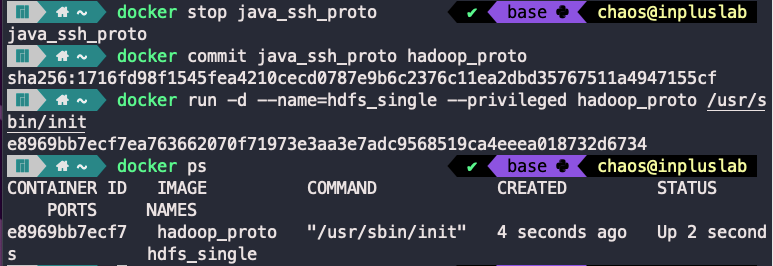 ~ docker stop java_ssh_proto ✔ base chaos@inpluslab
java_ssh_proto
~ docker commit java_ssh_proto hadoop_proto
sha256:1716fd98f1545fea4210cecd0787e9b6c2376c11ea2dbd35767511a4947155cf
~ docker run -d --name=hdfs_single --privileged hadoop_proto /usr/s
bin/init
e8969bb7ecf7ea763662070f71973e3aa3e7adc9568519ca4eeea018732d6734
~ docker ps ✔ base chaos@inpluslab
CONTAINER ID IMAGE COMMAND CREATED STATUS
PORTS NAMES
e8969bb7ecf7 hadoop_proto "/usr/sbin/init" 4 seconds ago Up 2 second
s hdfs_single